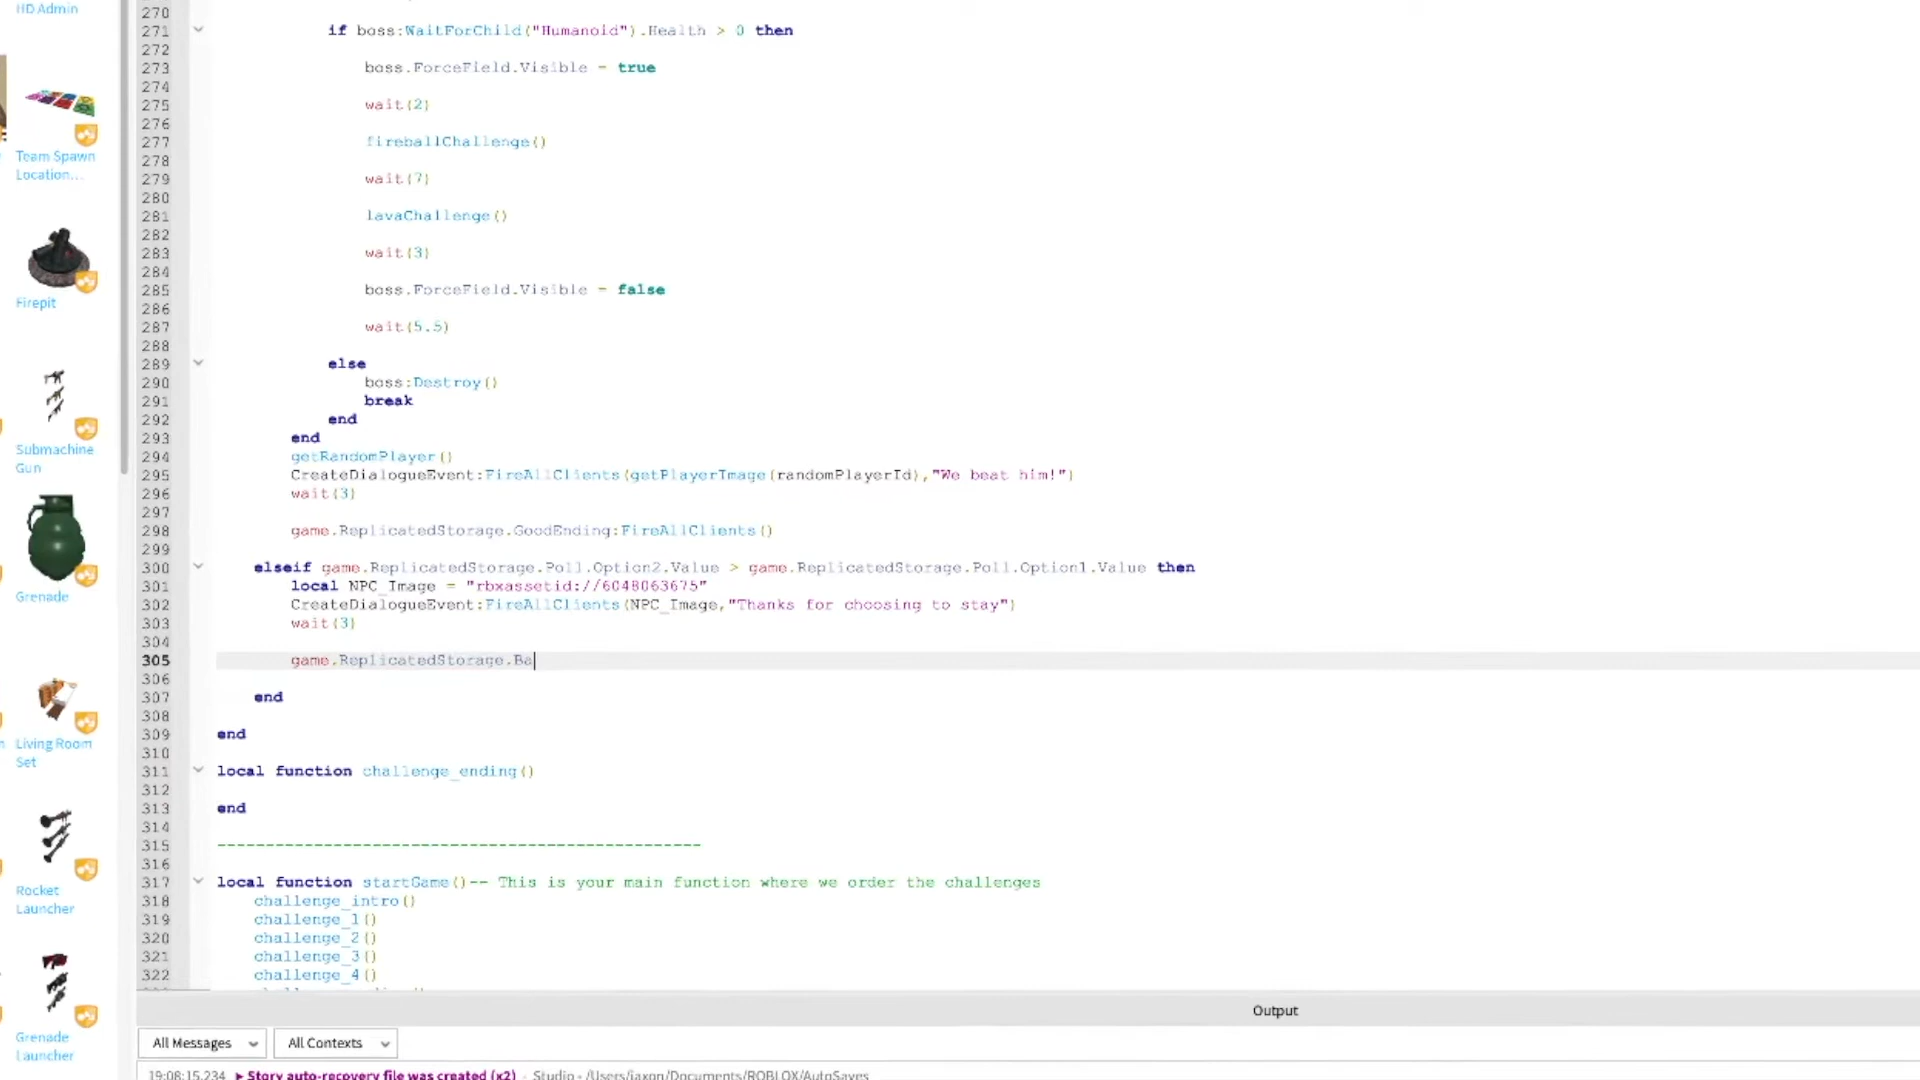 HD Admin
Team Spawn
Location...
Firepit
Submachine
Gun
Grenade
Living Room
Set
Rocket
Launcher
Grenade
Launcher
270
271 if boss:WaitForChild("Humanoid").Health > 0 then
272
273 boss.ForceField.Visible = true
274
275 wait(2)
276
277 fireballChallenge()
278
279 wait(7)
280
281 lavaChallenge()
282
283 wait(3)
284
285 boss.ForceField.Visible = false
286
287 wait(5.5)
288
289 else
290 boss:Destroy()
291 break
292 end
293 end
294 getRandomPlayer()
295 CreateDialogueEvent:FireAllClients(getPlayerImage(randomPlayerId),"We beat him!")
296 wait(3)
297
298 game.ReplicatedStorage.GoodEnding:FireAllClients()
299
300 elseif game.ReplicatedStorage.Poll.Option2.Value > game.ReplicatedStorage.Poll.Option1.Value then
301 local NPC_Image = "rbxassetid://6048063675"
302 CreateDialogueEvent:FireAllClients(NPC_Image,"Thanks for choosing to stay")
303 wait(3)
304
305 game.ReplicatedStorage.Ba
306
307 end
308
309 end
310
311 local function challenge_ending()
312
313 end
314
315 --------------------------------------------------
316
317 local function startGame()-- This is your main function where we order the challenges
318 challenge_intro()
319 challenge_1()
320 challenge_2()
321 challenge_3()
322 challenge_4()
Output
All Messages All Contexts
19:08:15.234 ▶ Story auto-recovery file was created (x2) - Studio - /Users/jaxon/Documents/ROBLOX/AutoSaves